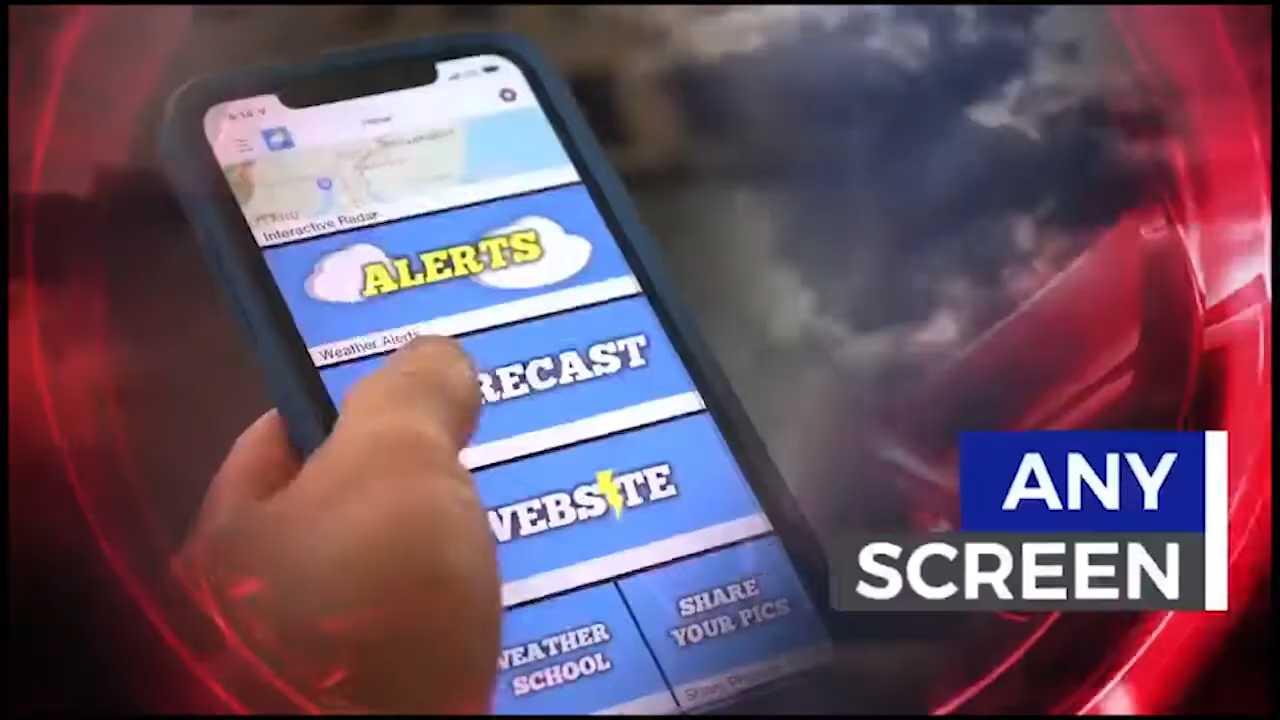 Interactive Radar
ALERTS
Weather Alerts
RECAST
WEBSITE
WEATHER
SCHOOL
SHARE
YOUR PICS
ANY
SCREEN